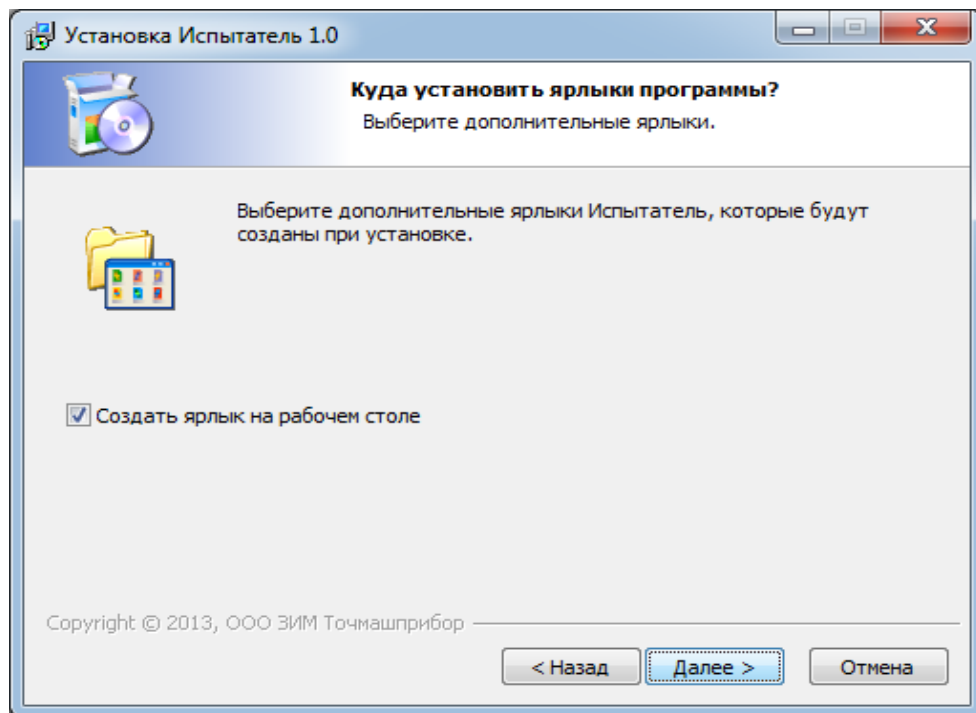 Установка Испытатель 1.0
Куда установить ярлыки программы?
Выберите дополнительные ярлыки.
Выберите дополнительные ярлыки Испытатель, которые будут
созданы при установке.
Создать ярлык на рабочем столе
Copyright © 2013, ООО ЗИМ Точмашприбор
< Назад
Далее >
Отмена